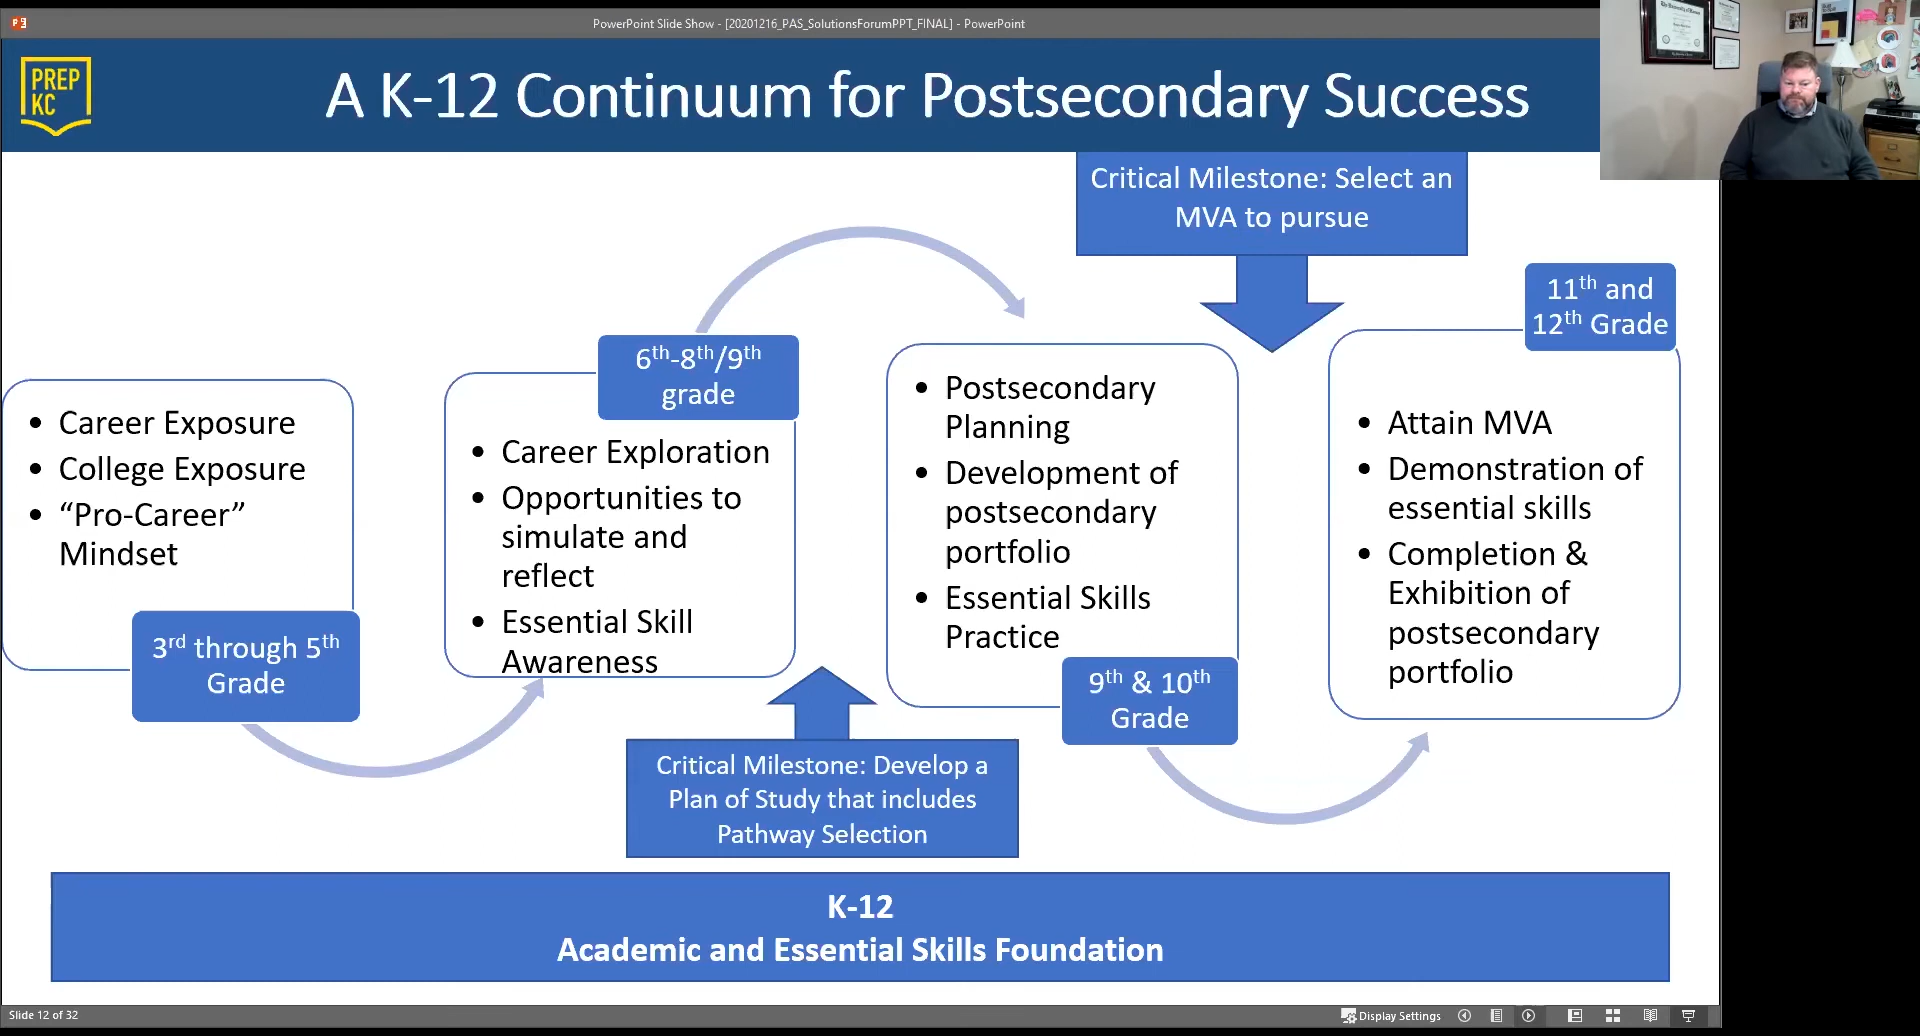 PowerPoint Slide Show - [20201216_PAS_SolutionsForumPPT_FINAL] - PowerPoint
PREP
KC
A K-12 Continuum for Postsecondary Success
Critical Milestone: Select an
MVA to pursue
• Career Exposure
• College Exposure
• “Pro-Career”
Mindset
3rd through 5th
Grade
6th-8th/9th
grade
• Career Exploration
• Opportunities to
simulate and
reflect
• Essential Skill
Awareness
Critical Milestone: Develop a
Plan of Study that includes
Pathway Selection
• Postsecondary
Planning
• Development of
postsecondary
portfolio
• Essential Skills
Practice
9th & 10th
Grade
11th and
12th Grade
• Attain MVA
• Demonstration of
essential skills
• Completion &
Exhibition of
postsecondary
portfolio
K-12
Academic and Essential Skills Foundation
Slide 12 of 32
Display Settings